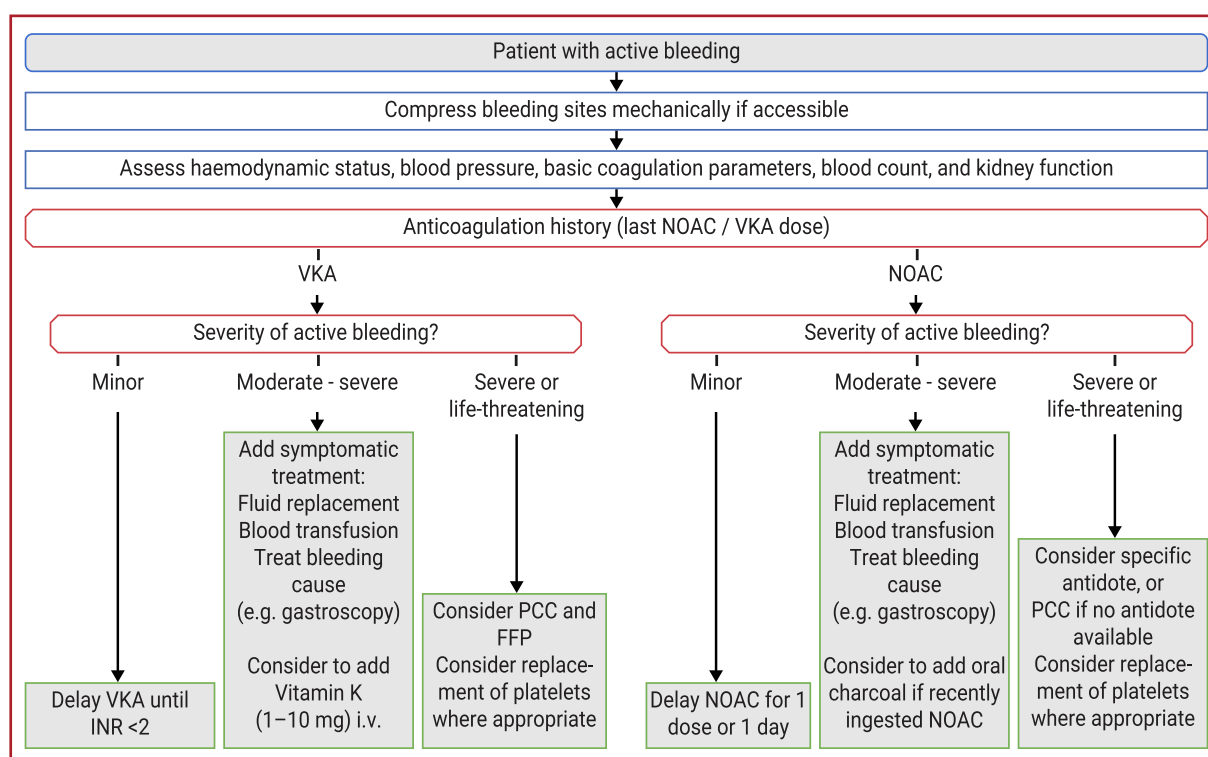 Patient with active bleeding
Compress bleeding sites mechanically if accessible
Assess haemodynamic status, blood pressure, basic coagulation parameters, blood count, and kidney function
Anticoagulation history (last NOAC / VKA dose)
VKA
NOAC
Severity of active bleeding?
Severity of active bleeding?
Minor
Moderate - severe
Severe or
life-threatening
Minor
Moderate - severe
Severe or
life-threatening
Delay VKA until
INR <2
Add symptomatic
treatment:
Fluid replacement
Blood transfusion
Treat bleeding
cause
(e.g. gastroscopy)
Consider to add
Vitamin K
(1–10 mg) i.v.
Consider PCC and
FFP
Consider replace-
ment of platelets
where appropriate
Delay NOAC for 1
dose or 1 day
Add symptomatic
treatment:
Fluid replacement
Blood transfusion
Treat bleeding
cause
(e.g. gastroscopy)
Consider to add oral
charcoal if recently
ingested NOAC
Consider specific
antidote, or
PCC if no antidote
available
Consider replace-
ment of platelets
where appropriate